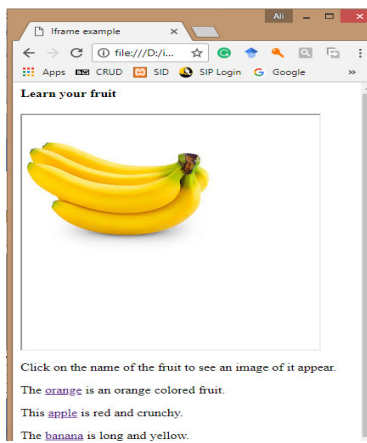 Ali
Iframe example
file:///D:/i...
Apps CRUD SID SIP Login Google
Learn your fruit
Click on the name of the fruit to see an image of it appear.
The orange is an orange colored fruit.
This apple is red and crunchy.
The banana is long and yellow.